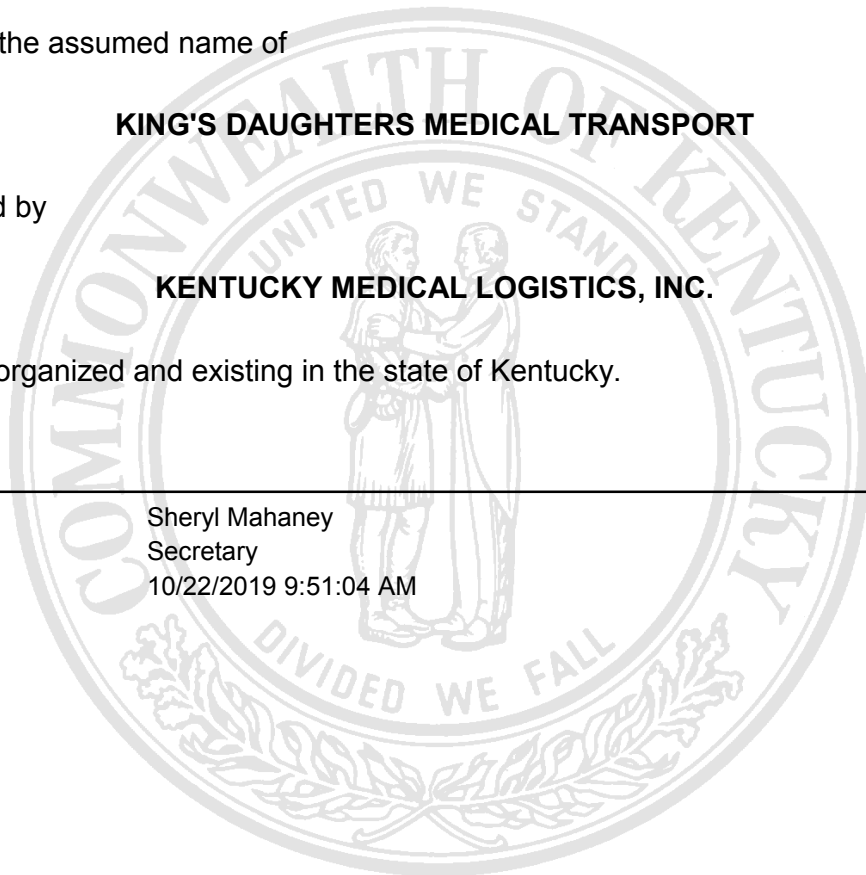 the assumed name of
KING'S DAUGHTERS MEDICAL TRANSPORT
d by
KENTUCKY MEDICAL LOGISTICS, INC.
organized and existing in the state of Kentucky.
Sheryl Mahaney
Secretary
10/22/2019 9:51:04 AM
COMMONWEALTH OF KENTUCKY
UNITED WE STAND
DIVIDED WE FALL